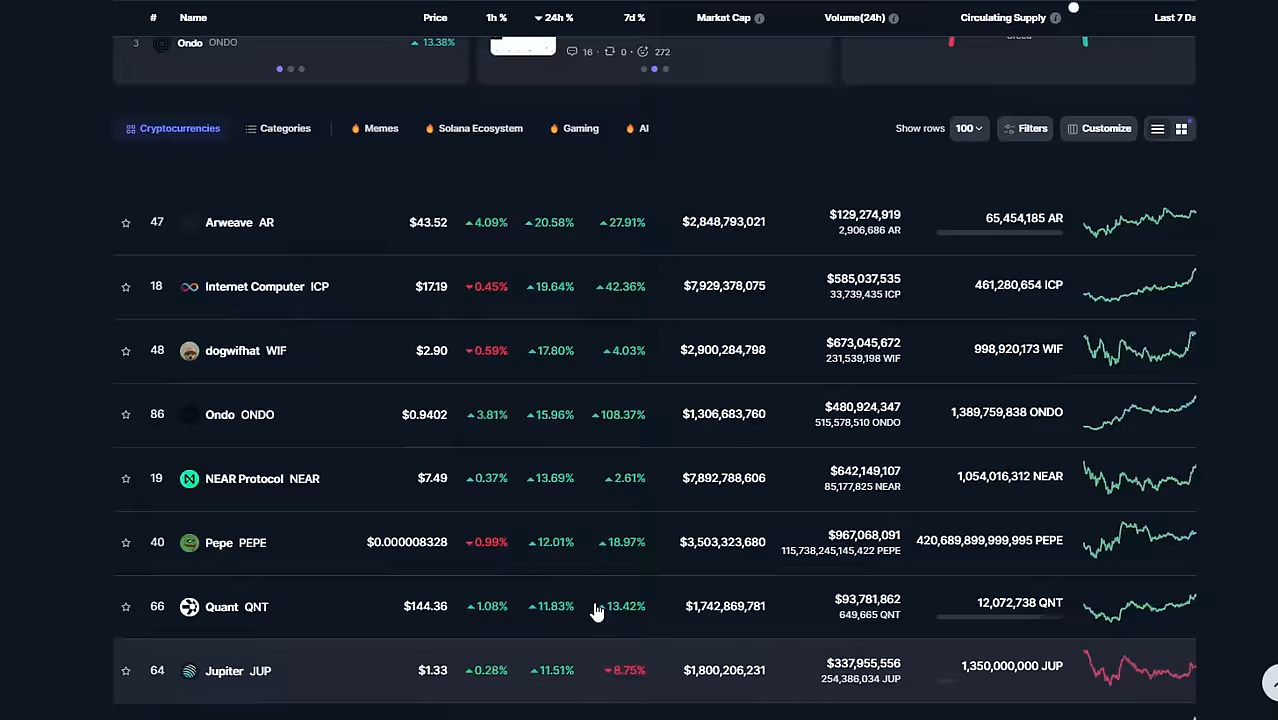 # Name Price 1h % 24h % 7d % Market Cap Volume(24h) Circulating Supply Last 7 Da
3 Ondo ONDO 13.38%
16 · 0 · 272
Cryptocurrencies Categories Memes Solana Ecosystem Gaming AI Show rows 100 Filters Customize
47 Arweave AR $43.52 4.09% 20.58% 27.91% $2,848,793,021 $129,274,919 65,454,185 AR
2,906,686 AR
18 Internet Computer ICP $17.19 0.45% 19.64% 42.36% $7,929,378,075 $585,037,535 461,280,654 ICP
33,739,435 ICP
48 dogwifhat WIF $2.90 0.59% 17.80% 4.03% $2,900,284,798 $673,045,672 998,920,173 WIF
231,539,198 WIF
86 Ondo ONDO $0.9402 3.81% 15.96% 108.37% $1,306,683,760 $480,924,347 1,389,759,838 ONDO
515,578,510 ONDO
19 NEAR Protocol NEAR $7.49 0.37% 13.69% 2.61% $7,892,788,606 $642,149,107 1,054,016,312 NEAR
85,177,825 NEAR
40 Pepe PEPE $0.000008328 0.99% 12.01% 18.97% $3,503,323,680 $967,068,091 420,689,899,999,995 PEPE
115,738,245,145,422 PEPE
66 Quant QNT $144.36 1.08% 11.83% 13.42% $1,742,869,781 $93,781,862 12,072,738 QNT
649,665 QNT
64 Jupiter JUP $1.33 0.28% 11.51% 8.75% $1,800,206,231 $337,955,556 1,350,000,000 JUP
254,386,034 JUP